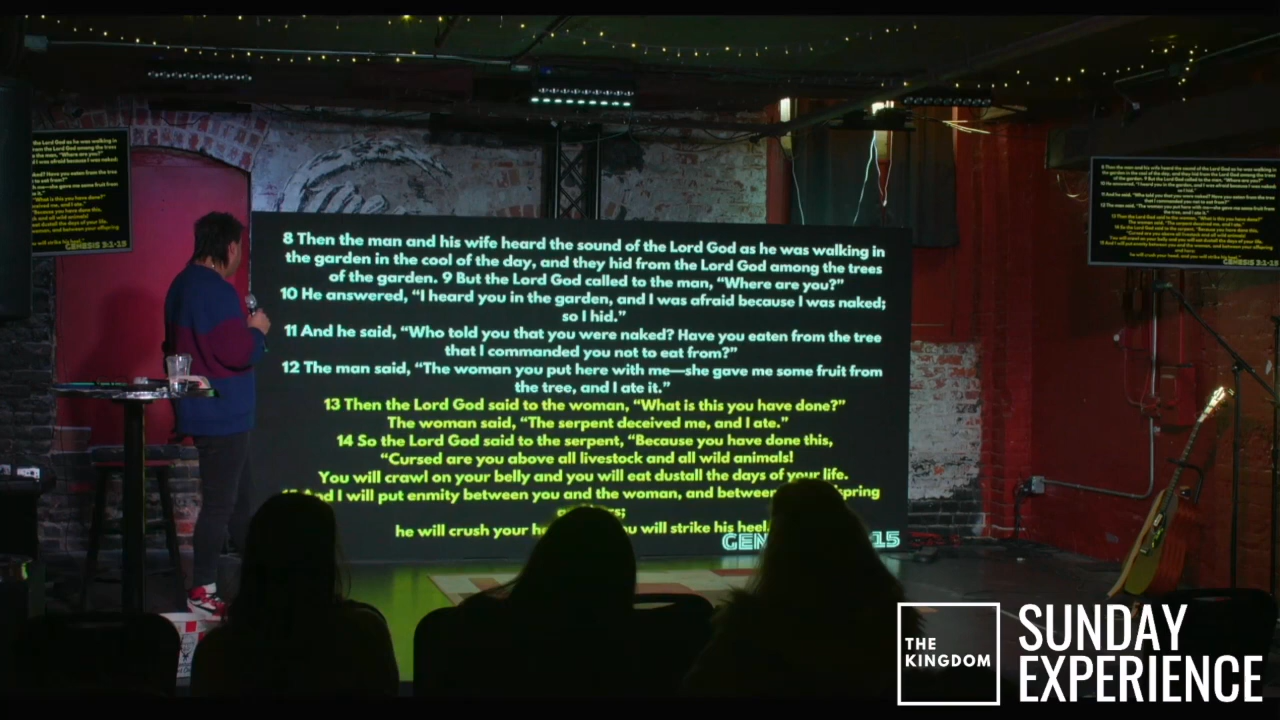 8 Then the man and his wife heard the sound of the Lord God as he was walking in
the garden in the cool of the day, and they hid from the Lord God among the trees
of the garden. 9 But the Lord God called to the man, “Where are you?”
10 He answered, “I heard you in the garden, and I was afraid because I was naked;
so I hid.”
11 And he said, “Who told you that you were naked? Have you eaten from the tree
that I commanded you not to eat from?”
12 The man said, “The woman you put here with me—she gave me some fruit from
the tree, and I ate it.”
13 Then the Lord God said to the woman, “What is this you have done?”
The woman said, “The serpent deceived me, and I ate.”
14 So the Lord God said to the serpent, “Because you have done this,
“Cursed are you above all livestock and all wild animals!
You will crawl on your belly and you will eat dustall the days of your life.
And I will put enmity between you and the woman, and between
he will crush your will strike his heel
15
GENESIS 3:1-15
GENESIS 3:1-15
THE
KINGDOM
SUNDAY
EXPERIENCE